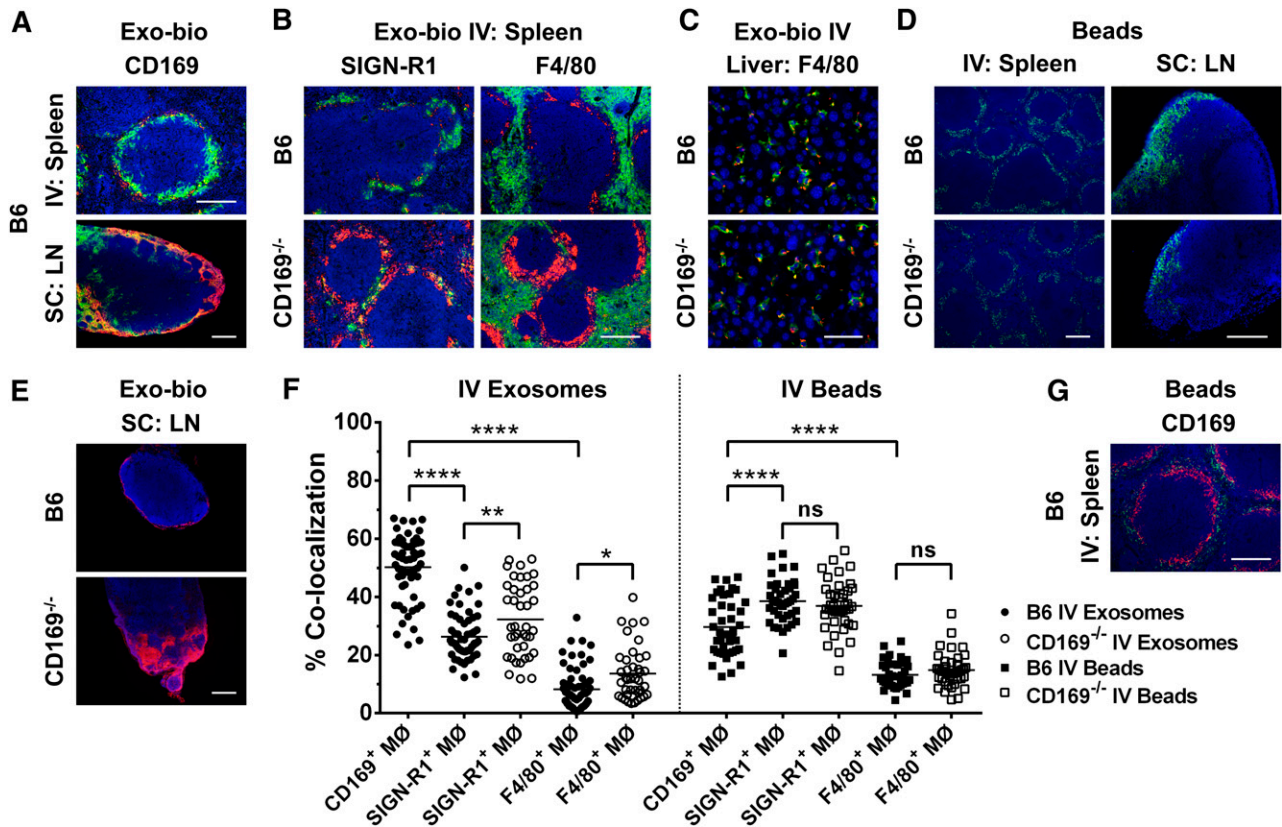 A
Exo-bio
CD169
B6
IV: Spleen
SC: LN
B
Exo-bio IV: Spleen
SIGN-R1
F4/80
B6
CD169-/-
C
Exo-bio IV
Liver: F4/80
B6
CD169-/-
D
Beads
IV: Spleen
SC: LN
B6
CD169-/-
E
Exo-bio
SC: LN
B6
CD169-/-
F
IV Exosomes
IV Beads
% Co-localization
100
80
60
40
20
0
****
****
**
*
****
****
ns
ns
CD169+ MØ
SIGN-R1+ MØ
SIGN-R1+ MØ
F4/80+ MØ
F4/80+ MØ
CD169+ MØ
SIGN-R1+ MØ
SIGN-R1+ MØ
F4/80+ MØ
F4/80+ MØ
G
Beads
CD169
B6
IV: Spleen
B6 IV Exosomes
CD169-/- IV Exosomes
B6 IV Beads
CD169-/- IV Beads